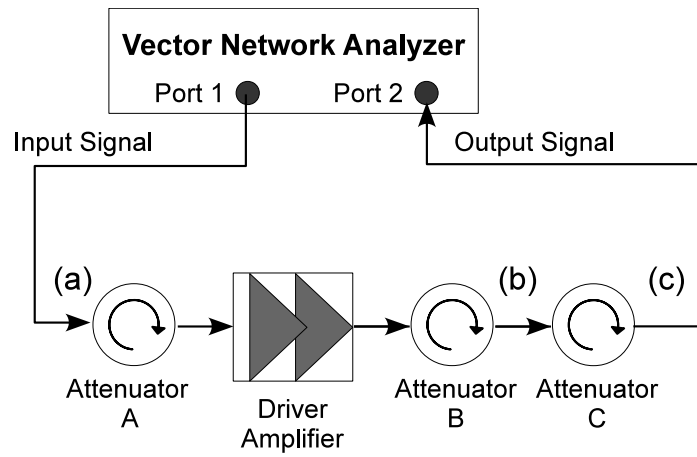 Vector Network Analyzer
Port 1
Port 2
Input Signal
Output Signal
(a)
(b)
(c)
Attenuator
A
Driver
Amplifier
Attenuator
B
Attenuator
C